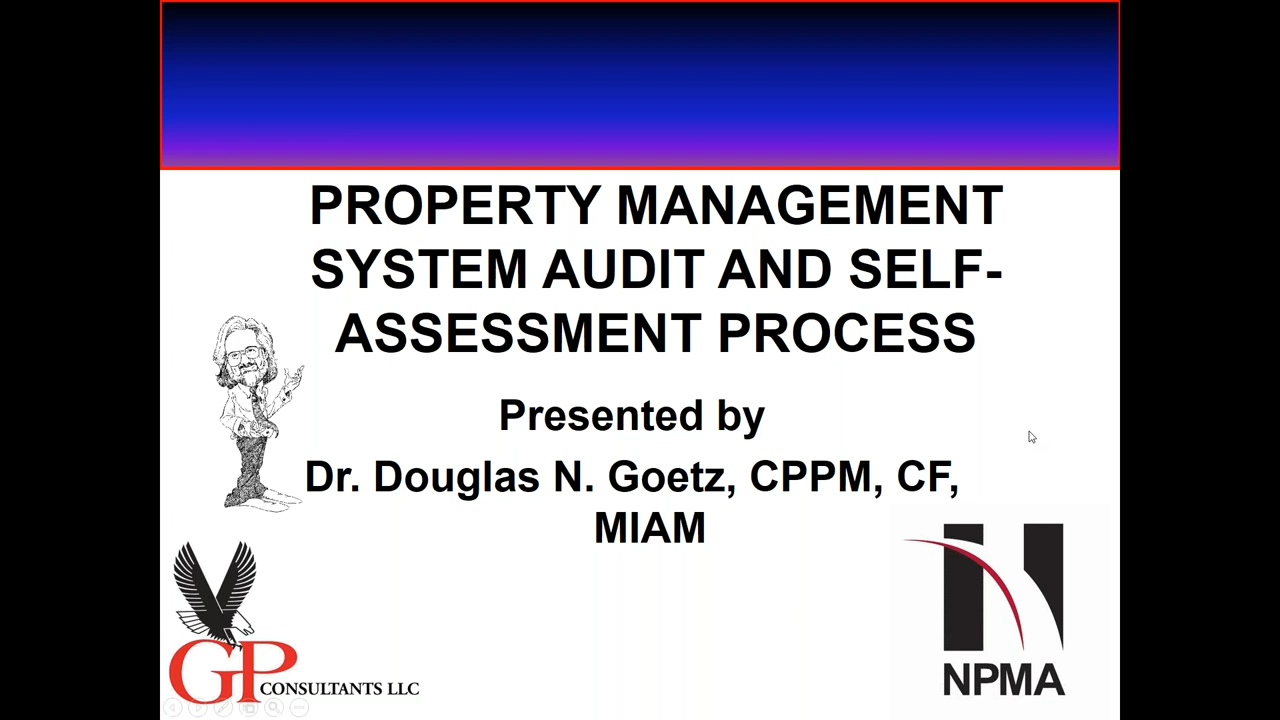 PROPERTY MANAGEMENT
SYSTEM AUDIT AND SELF-
ASSESSMENT PROCESS
Presented by
Dr. Douglas N. Goetz, CPPM, CF,
MIAM
GP CONSULTANTS LLC
NPMA